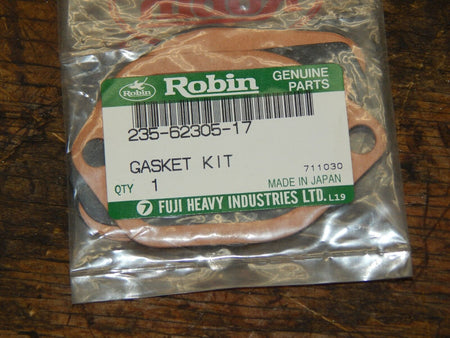 Robin
Robin
GENUINE
PARTS
235-62305-17
GASKET KIT
711030
QTY 1
MADE IN JAPAN
7 FUJI HEAVY INDUSTRIES LTD. L19